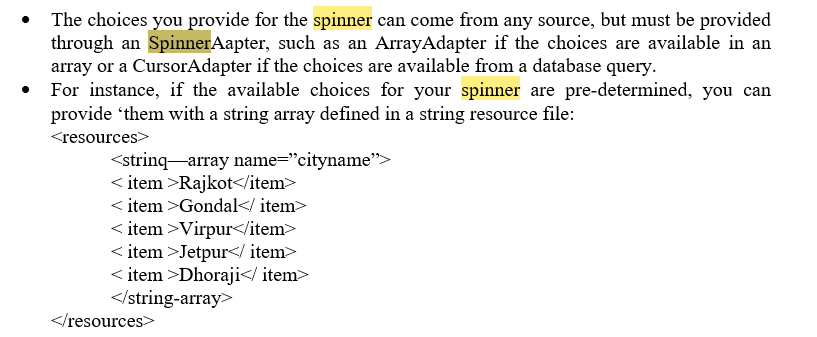 • The choices you provide for the spinner can come from any source, but must be provided
through an SpinnerAapter, such as an ArrayAdapter if the choices are available in an
array or a CursorAdapter if the choices are available from a database query.
• For instance, if the available choices for your spinner are pre-determined, you can
provide ‘them with a string array defined in a string resource file:
<resources>
<strinq—array name=”cityname”>
< item >Rajkot</item>
< item >Gondal</ item>
< item >Virpur</item>
< item >Jetpur</ item>
< item >Dhoraji</ item>
</string-array>
</resources>